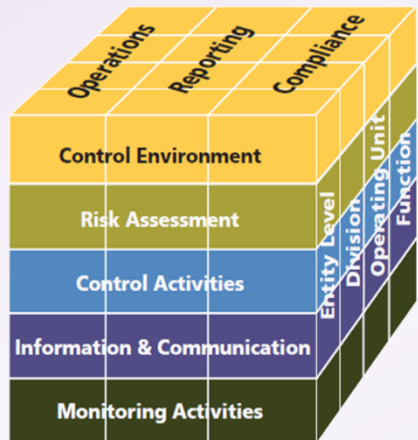 Operations
Reporting
Compliance
Control Environment
Risk Assessment
Control Activities
Information & Communication
Monitoring Activities
Entity Level
Division
Operating Unit
Function